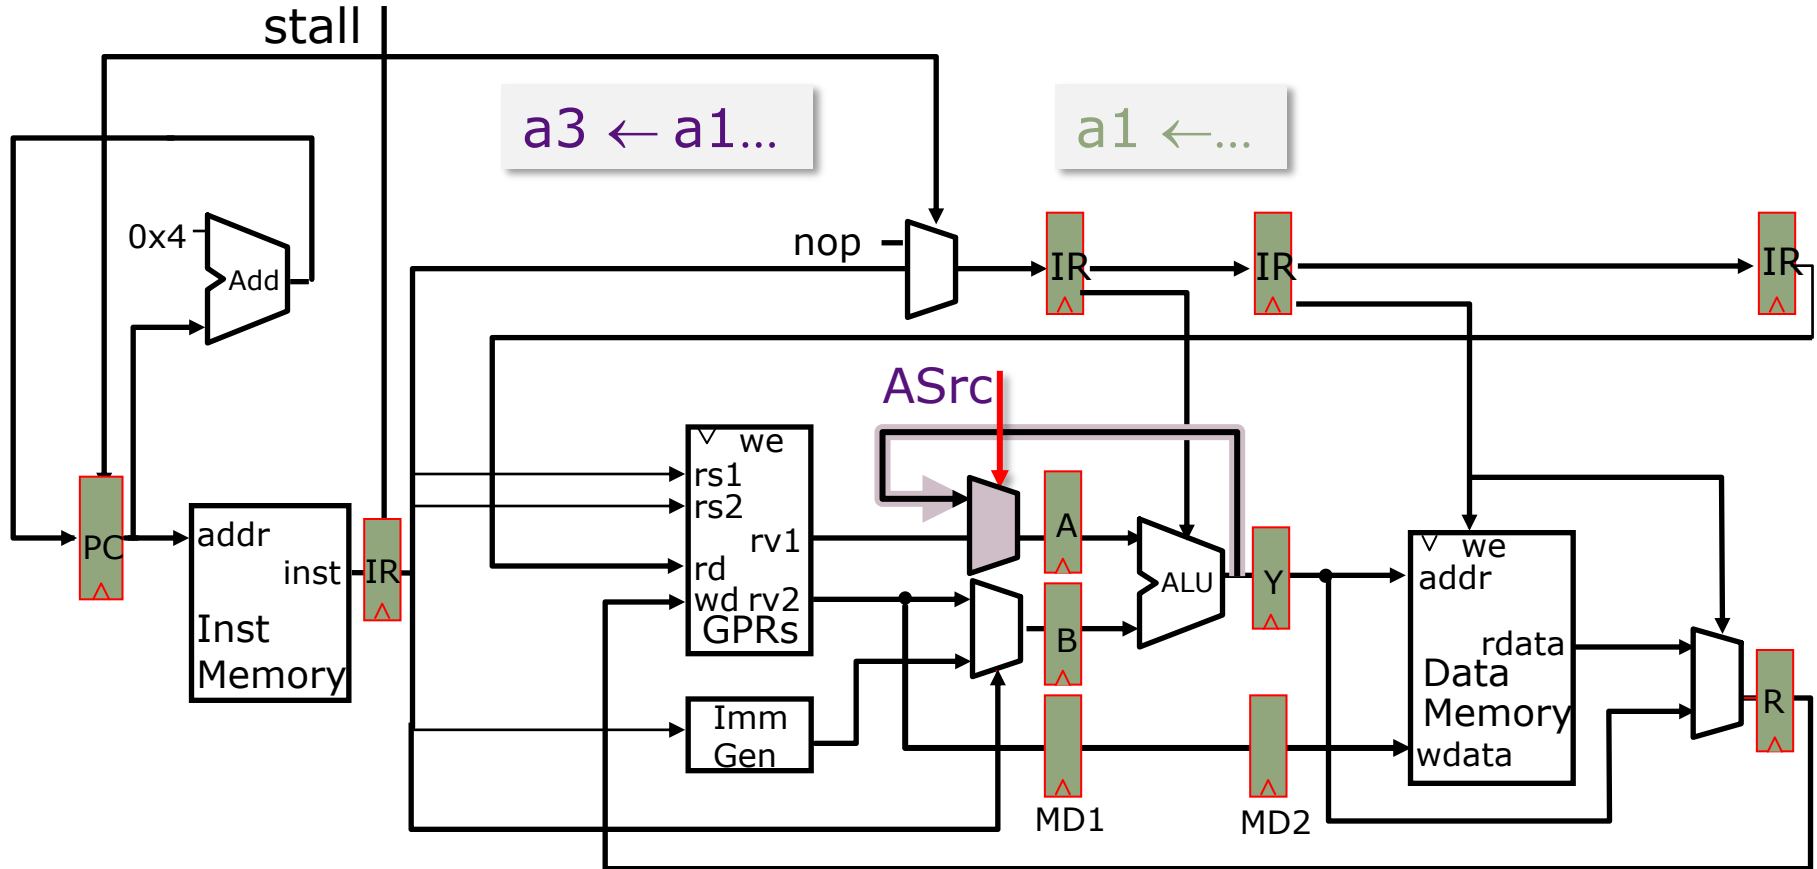 stall
a3 ← a1...
a1 ←...
0x4
Add
nop
IR
IR
IR
ASrc
we
rs1
rs2
rv1
rd
wd rv2
GPRs
A
B
ALU
Y
PC
addr
inst
Inst
Memory
IR
we
addr
rdata
Data
Memory
wdata
R
Imm
Gen
MD1
MD2